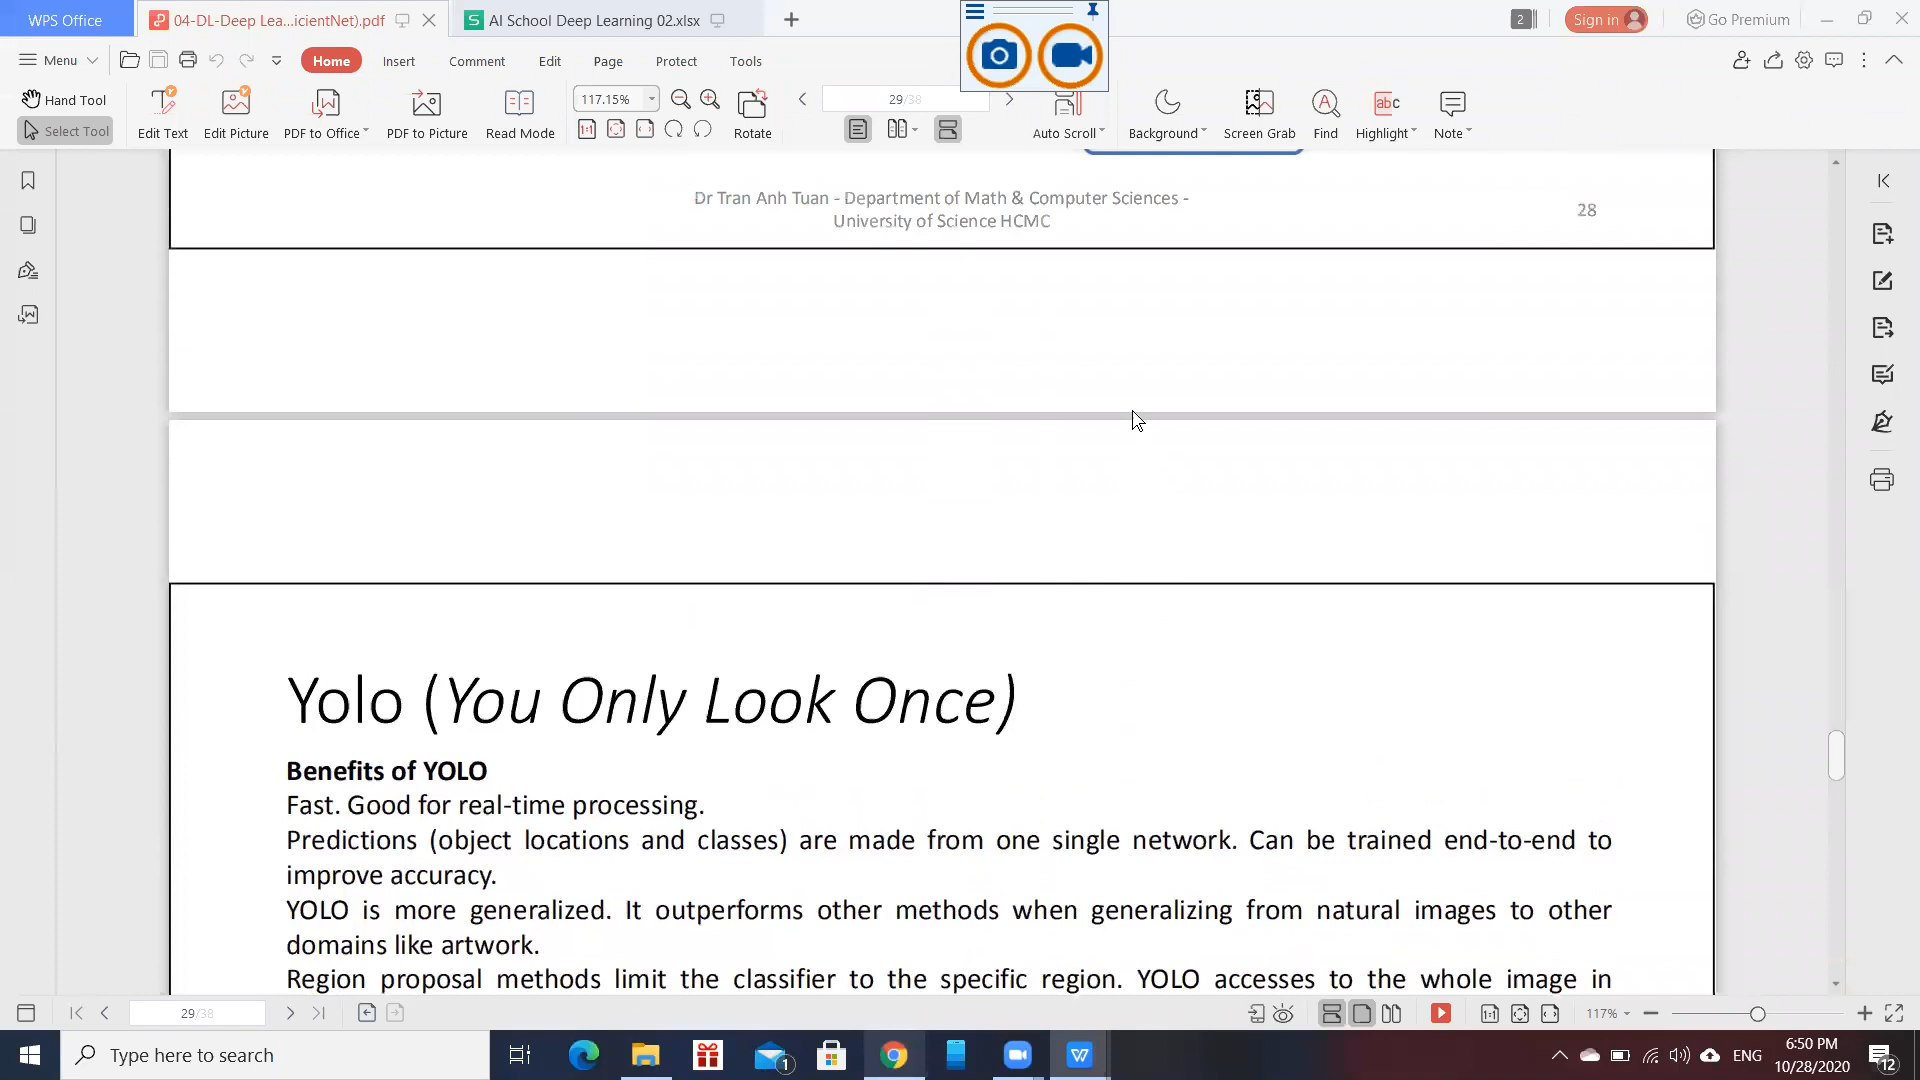 WPS Office
04-DL-Deep Lea...icientNet).pdf
AI School Deep Learning 02.xlsx
2
Sign in
Go Premium
Menu
Home
Insert
Comment
Edit
Page
Protect
Tools
Hand Tool
Select Tool
Edit Text
Edit Picture
PDF to Office
PDF to Picture
Read Mode
117.15%
Rotate
29/38
Auto Scroll
Background
Screen Grab
Find
Highlight
Note
Dr Tran Anh Tuan - Department of Math & Computer Sciences -
University of Science HCMC
28
Yolo (You Only Look Once)
Benefits of YOLO
Fast. Good for real-time processing.
Predictions (object locations and classes) are made from one single network. Can be trained end-to-end to
improve accuracy.
YOLO is more generalized. It outperforms other methods when generalizing from natural images to other
domains like artwork.
Region proposal methods limit the classifier to the specific region. YOLO accesses to the whole image in
29/38
117%
Type here to search
1
ENG
6:50 PM
10/28/2020
12